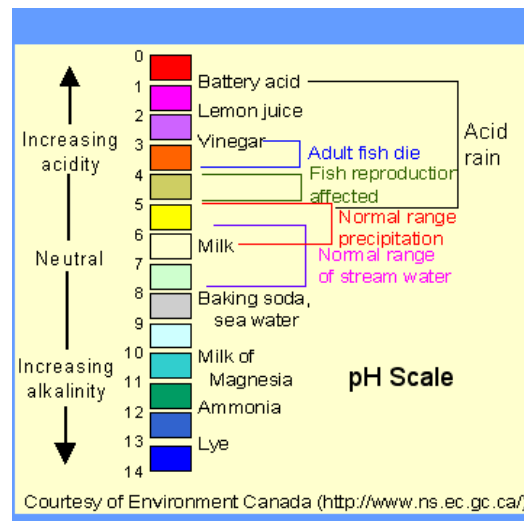 0
1
2
3
4
5
6
7
8
9
10
11
12
13
14
Increasing
acidity
Neutral
Increasing
alkalinity
Battery acid
Lemon juice
Vinegar
Milk
Baking soda,
sea water
Milk of
Magnesia
Ammonia
Lye
Adult fish die
Fish reproduction
affected
Normal range
precipitation
Normal range
of stream water
Acid
rain
pH Scale
Courtesy of Environment Canada (http://www.ns.ec.gc.ca/)